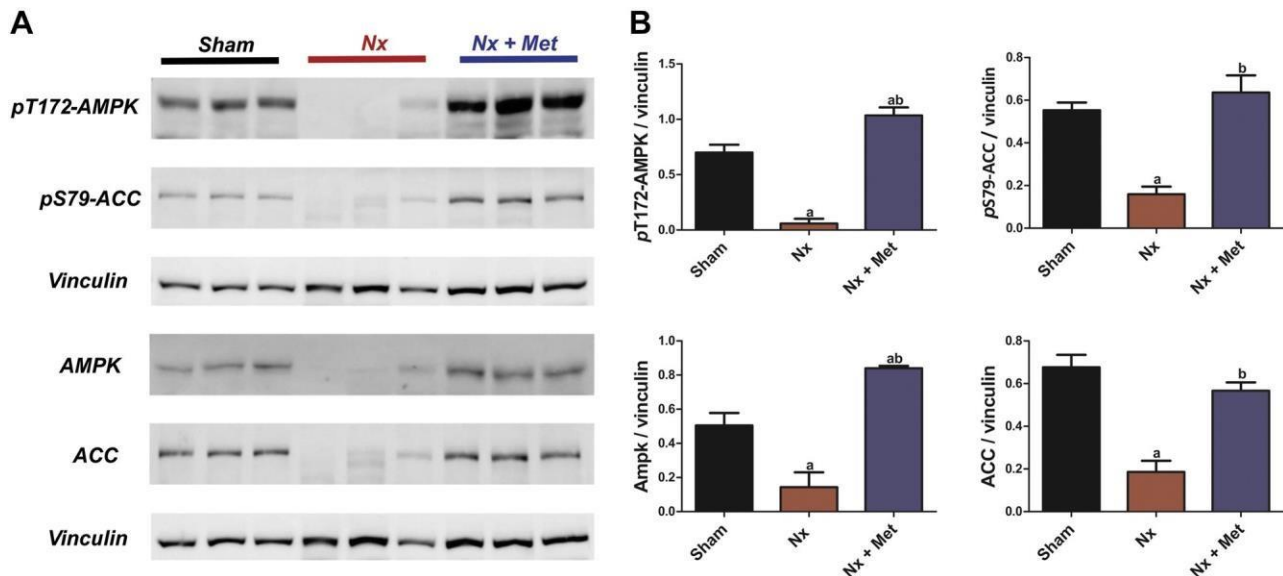 A
Sham Nx Nx + Met
pT172-AMPK
pS79-ACC
Vinculin
AMPK
ACC
Vinculin
B
pT172-AMPK / vinculin
1.5
1.0
0.5
0.0
ab
a
Sham
Nx
Nx + Met
pS79-ACC / vinculin
0.8
0.6
0.4
0.2
0.0
b
a
Sham
Nx
Nx + Met
Ampk / vinculin
1.0
0.8
0.6
0.4
0.2
0.0
ab
a
Sham
Nx
Nx + Met
ACC / vinculin
0.8
0.6
0.4
0.2
0.0
b
a
Sham
Nx
Nx + Met